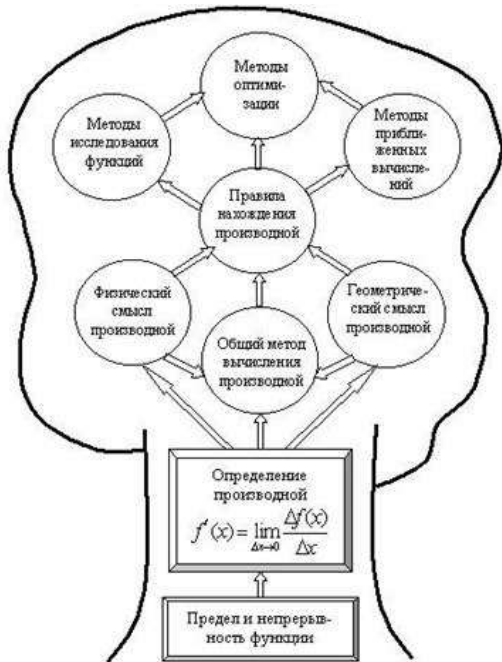 Методы
оптими-
зации
Методы
исследования
функций
Методы
прибли-
женных
вычисле-
ний
Правила
нахождения
производной
Физический
смысл
производной
Геометриче-
ский смысл
производной
Общий метод
вычисления
производной
Определение
производной
f'(x) = lim Δx→0 Δf(x)/Δx
Предел и непрерыв-
ность функции